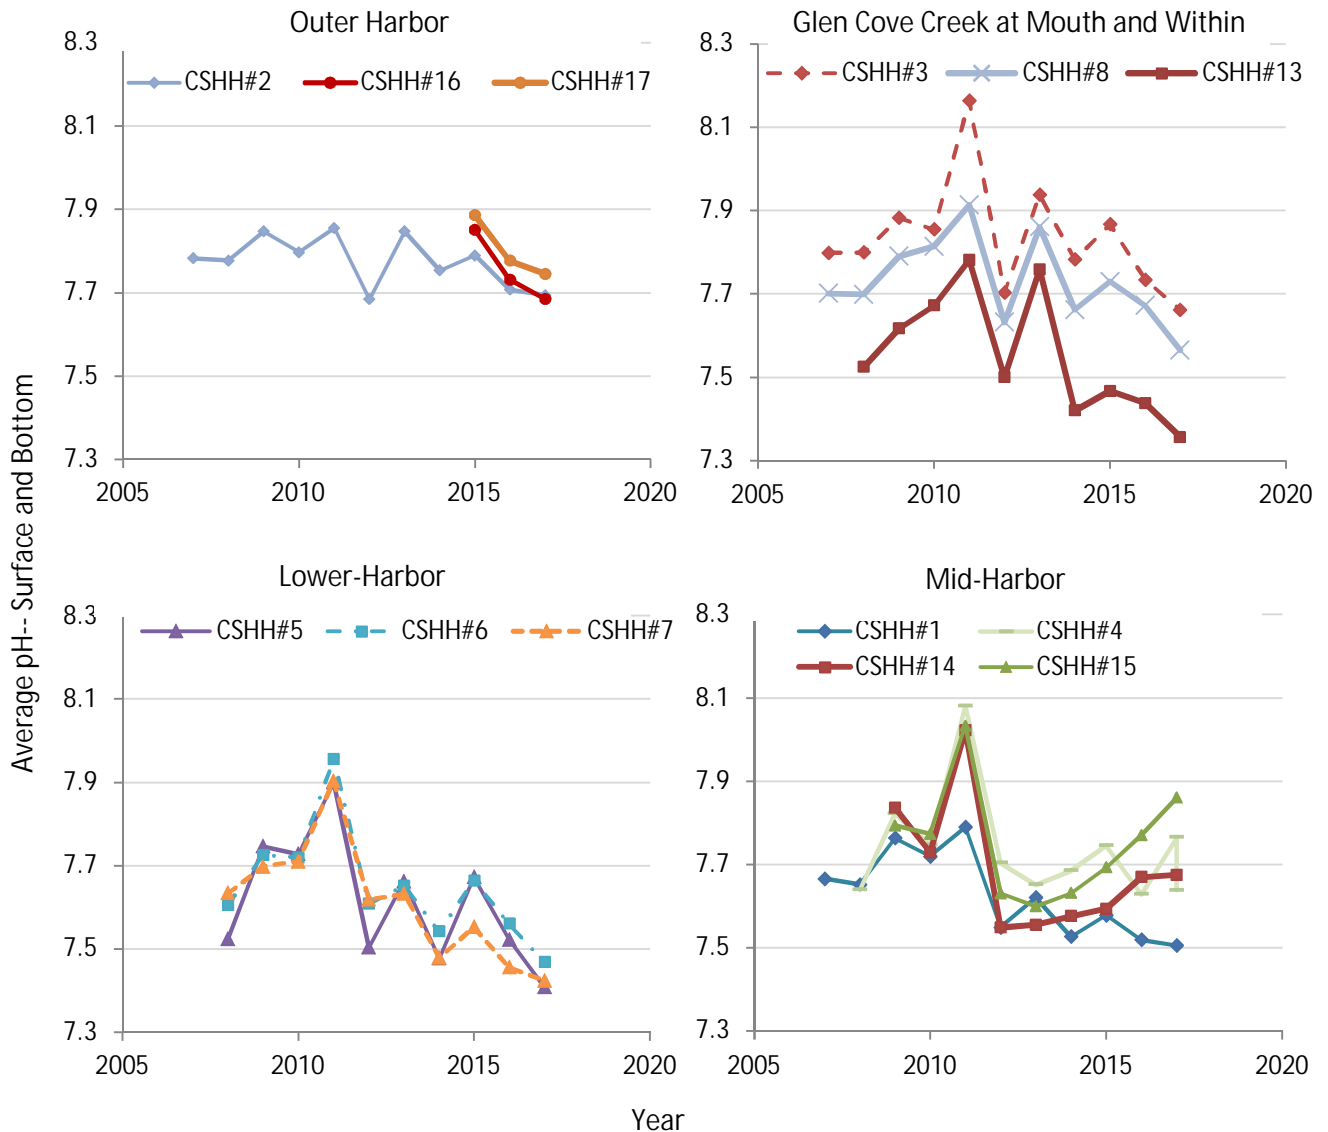 Outer Harbor
8.3
CSHH#2 CSHH#16 CSHH#17
8.1
7.9
7.7
7.5
7.3
2005 2010 2015 2020
Glen Cove Creek at Mouth and Within
8.3
CSHH#3 CSHH#8 CSHH#13
8.1
7.9
7.7
7.5
7.3
2005 2010 2015 2020
Average pH-- Surface and Bottom
Lower-Harbor
8.3
CSHH#5 CSHH#6 CSHH#7
8.1
7.9
7.7
7.5
7.3
2005 2010 2015 2020
Mid-Harbor
8.3
CSHH#1 CSHH#4
CSHH#14 CSHH#15
8.1
7.9
7.7
7.5
7.3
2005 2010 2015 2020
Year